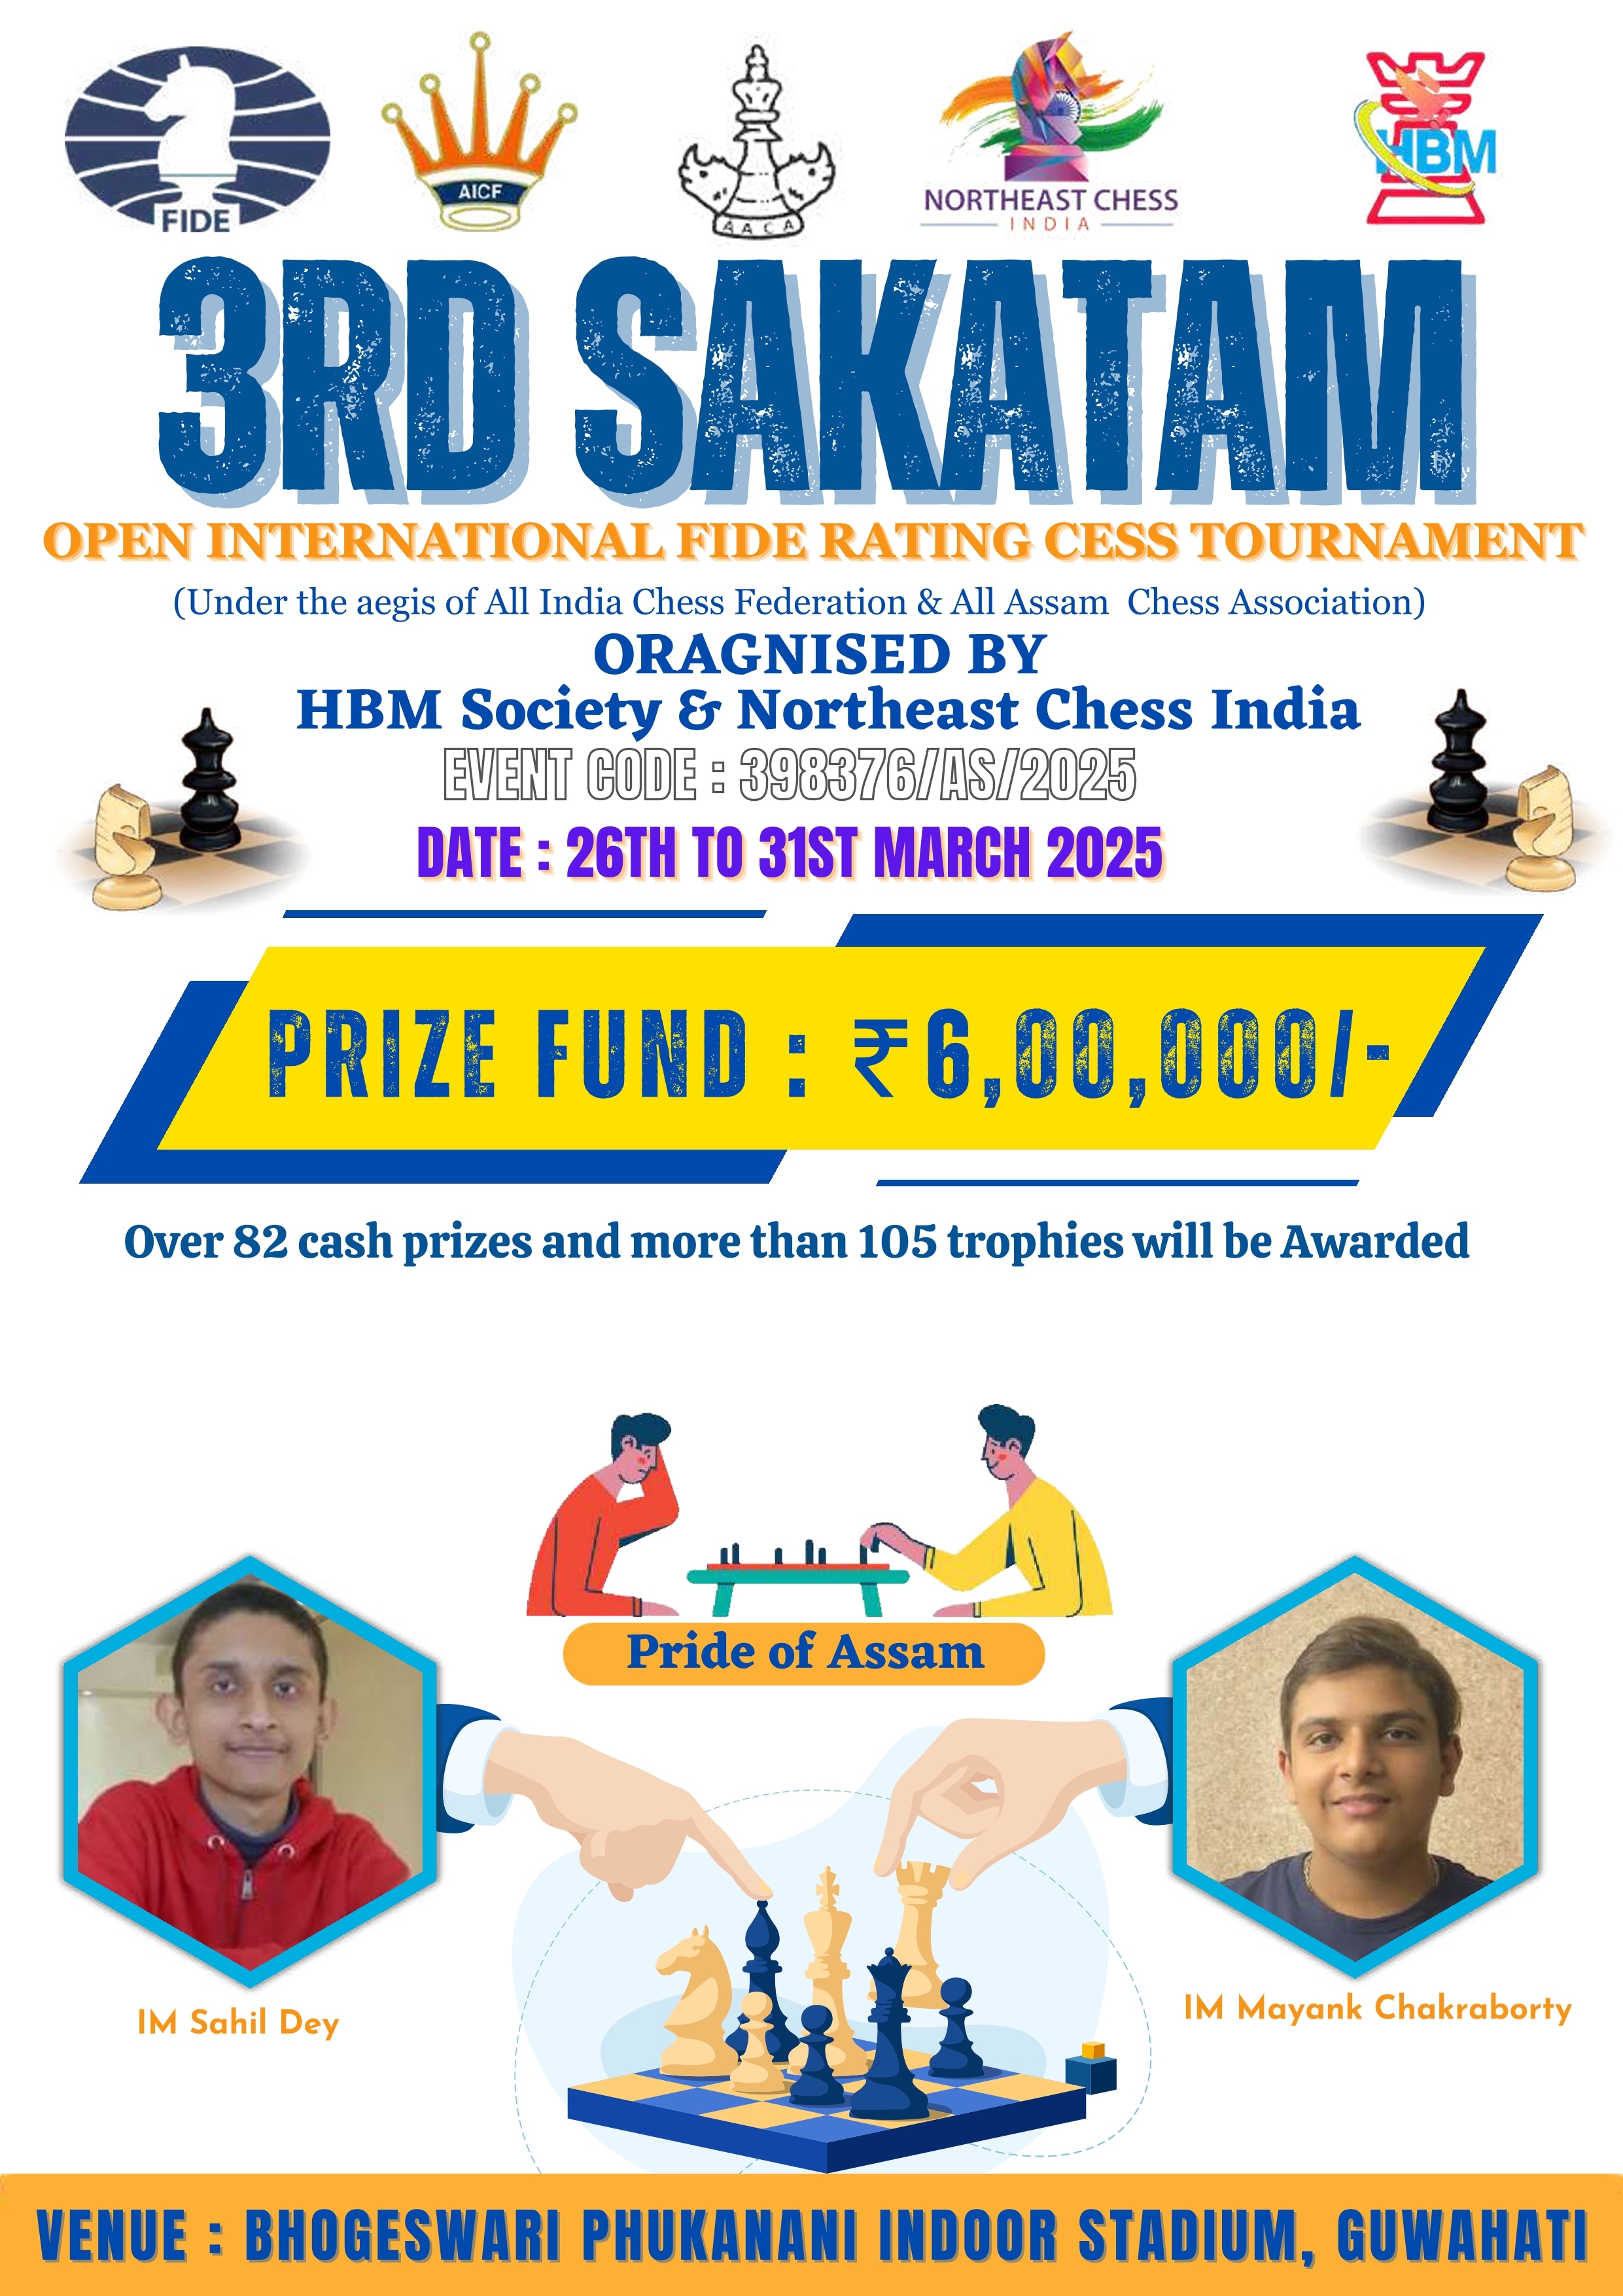 FIDE
AICF
AACA
NORTHEAST CHESS
INDIA
HBM
3RD SAKATAM
OPEN INTERNATIONAL FIDE RATING CESS TOURNAMENT
(Under the aegis of All India Chess Federation & All Assam Chess Association)
ORAGNISED BY
HBM Society & Northeast Chess India
EVENT CODE : 398376/AS/2025
DATE : 26TH TO 31ST MARCH 2025
PRIZE FUND : ₹6,00,000/-
Over 82 cash prizes and more than 105 trophies will be Awarded
Pride of Assam
IM Sahil Dey
IM Mayank Chakraborty
VENUE : BHOGESWARI PHUKANANI INDOOR STADIUM, GUWAHATI